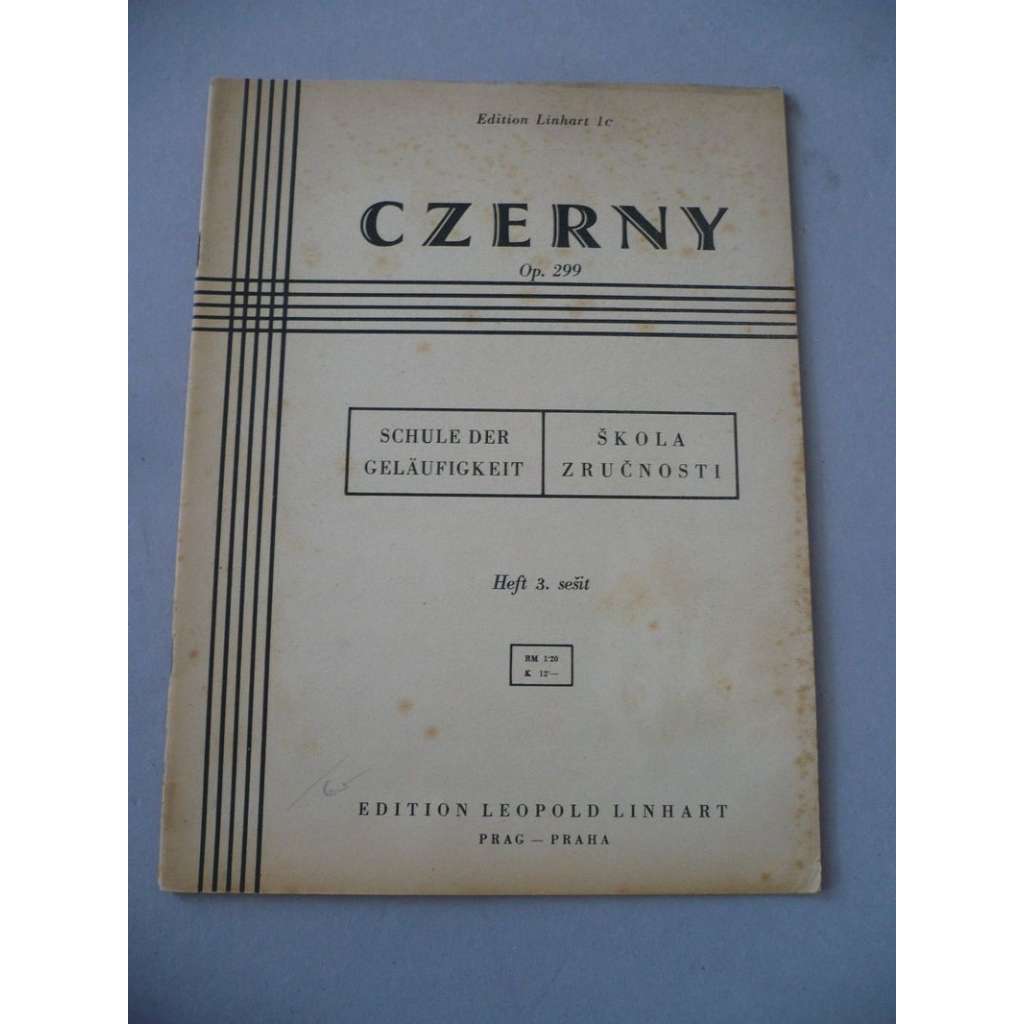 Edition Linhart 1c
CZERNY
Op. 299
SCHULE DER
GELÄUFIGKEIT
ŠKOLA
ZRUČNOSTI
Heft 3. sešit
RM 1'20
K 12'—
EDITION LEOPOLD LINHART
PRAG — PRAHA